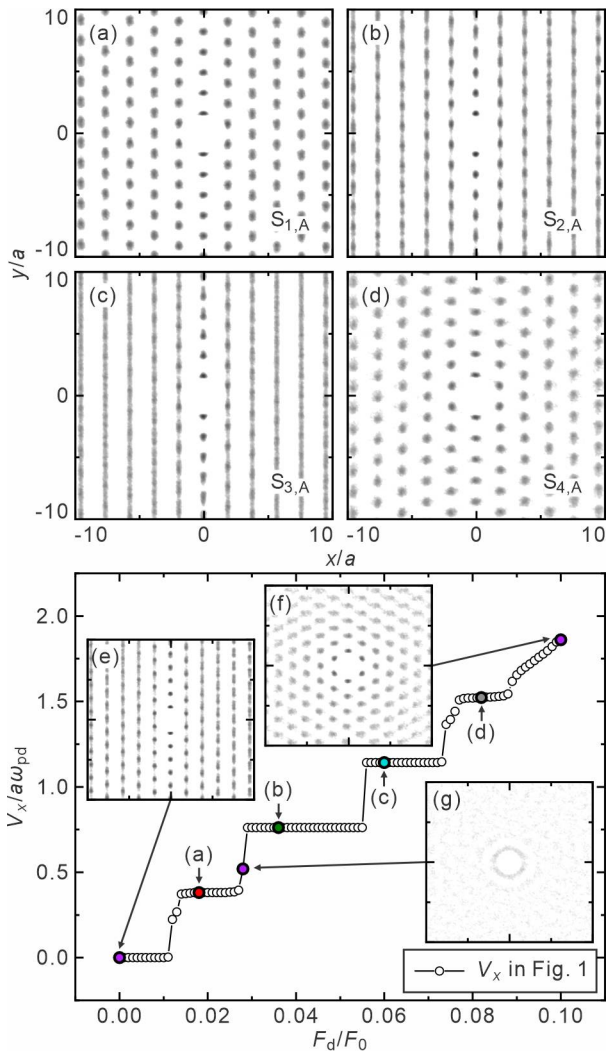 10
(a)
(b)
0
S1,A
S2,A
-10
y/a
10
(c)
(d)
0
S3,A
S4,A
-10
-10
0
10
-10
0
10
x/a
2.0
(f)
(e)
1.5
(d)
(b)
(c)
1.0
(g)
(a)
0.5
0.0
Vx in Fig. 1
0.00
0.02
0.04
0.06
0.08
0.10
Vx/aωpd
Fd/F0